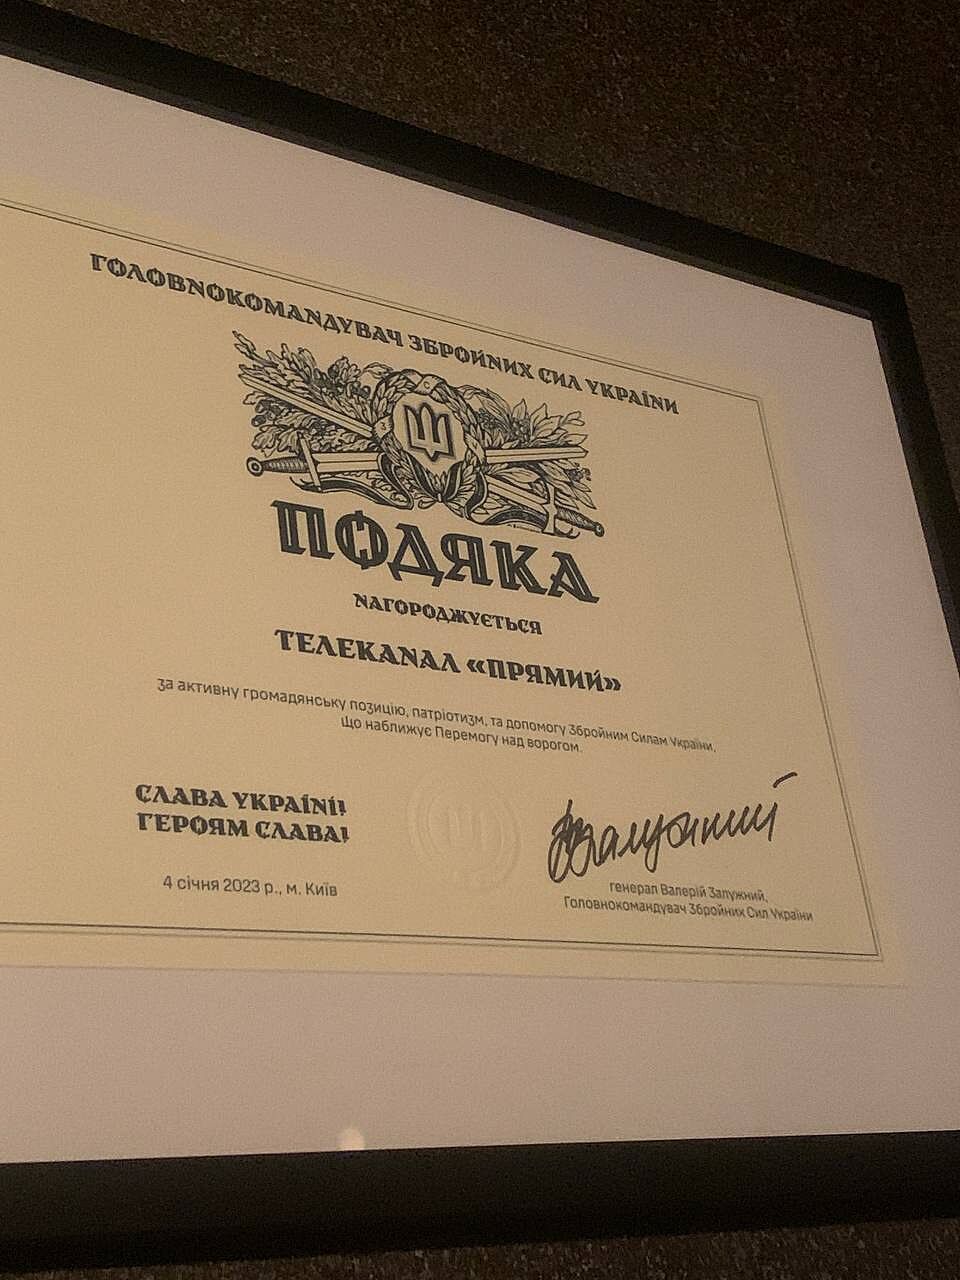 ГОЛОВНОКОМАНДУВАЧ ЗБРОЙНИХ СИЛ УКРАЇНИ
ПОДЯКА
НАГОРОДЖУЄТЬСЯ
ТЕЛЕКАНАЛ «ПРЯМИЙ»
за активну громадянську позицію, патріотизм, та допомогу Збройним Силам України,
що наближує Перемогу над ворогом.
СЛАВА УКРАЇНІ!
ГЕРОЯМ СЛАВА!
4 січня 2023 р., м. Київ
Залужний
генерал Валерій Залужний,
Головнокомандувач Збройних Сил України